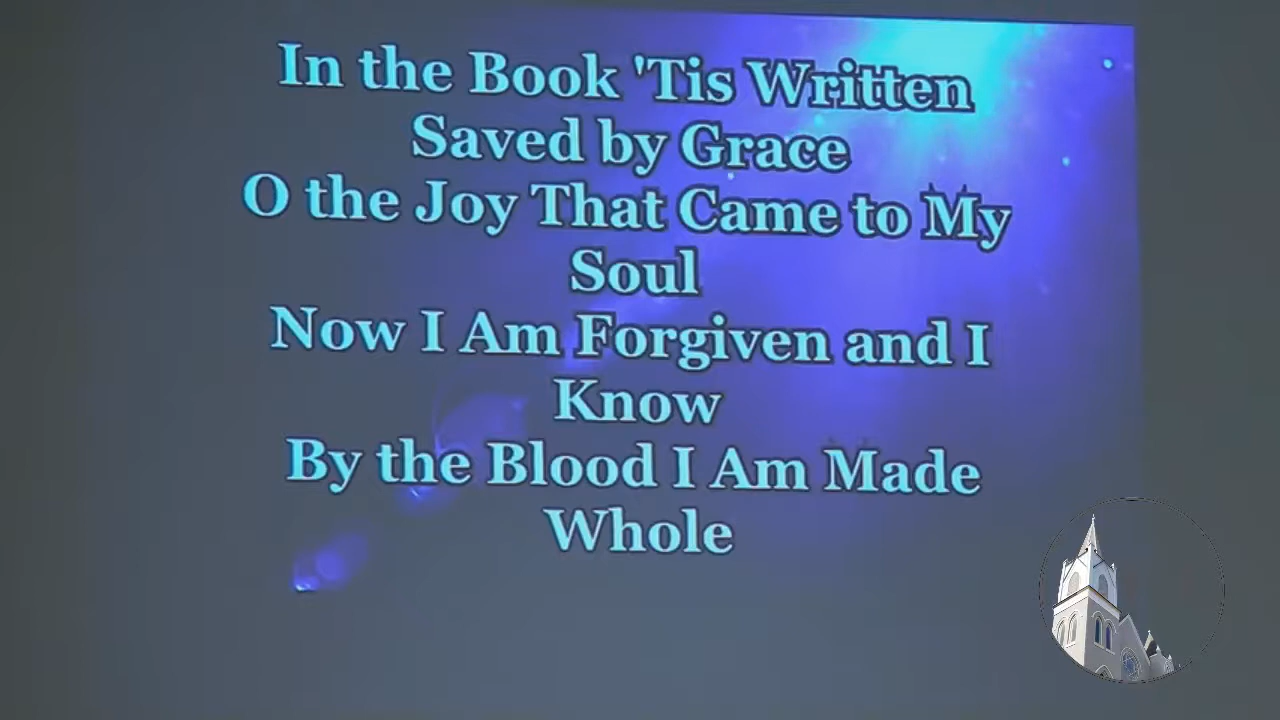 In the Book 'Tis Written
Saved by Grace
O the Joy That Came to My
Soul
Now I Am Forgiven and I
Know
By the Blood I Am Made
Whole